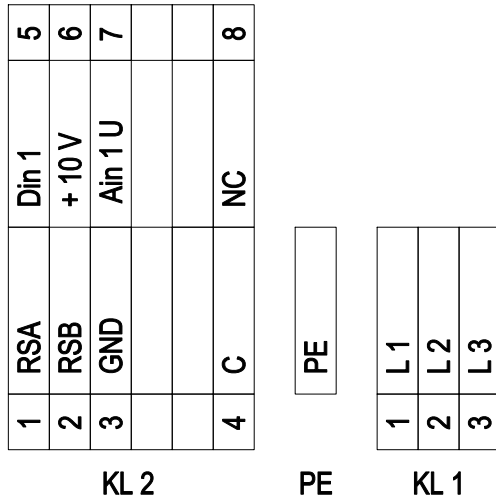 5 6 7 8
Din 1 + 10 V Ain 1 U NC
RSA RSB GND C PE L 1 L 2 L 3
1 2 3 4 1 2 3
KL 2 PE KL 1